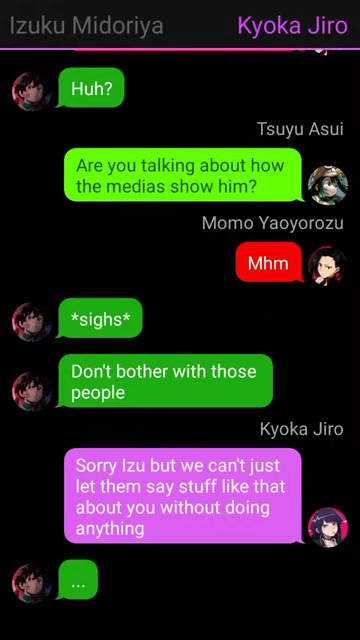 Izuku Midoriya
Kyoka Jiro
Huh?
Tsuyu Asui
Are you talking about how
the medias show him?
Momo Yaoyorozu
Mhm
*sighs*
Don't bother with those
people
Kyoka Jiro
Sorry Izu but we can't just
let them say stuff like that
about you without doing
anything
...